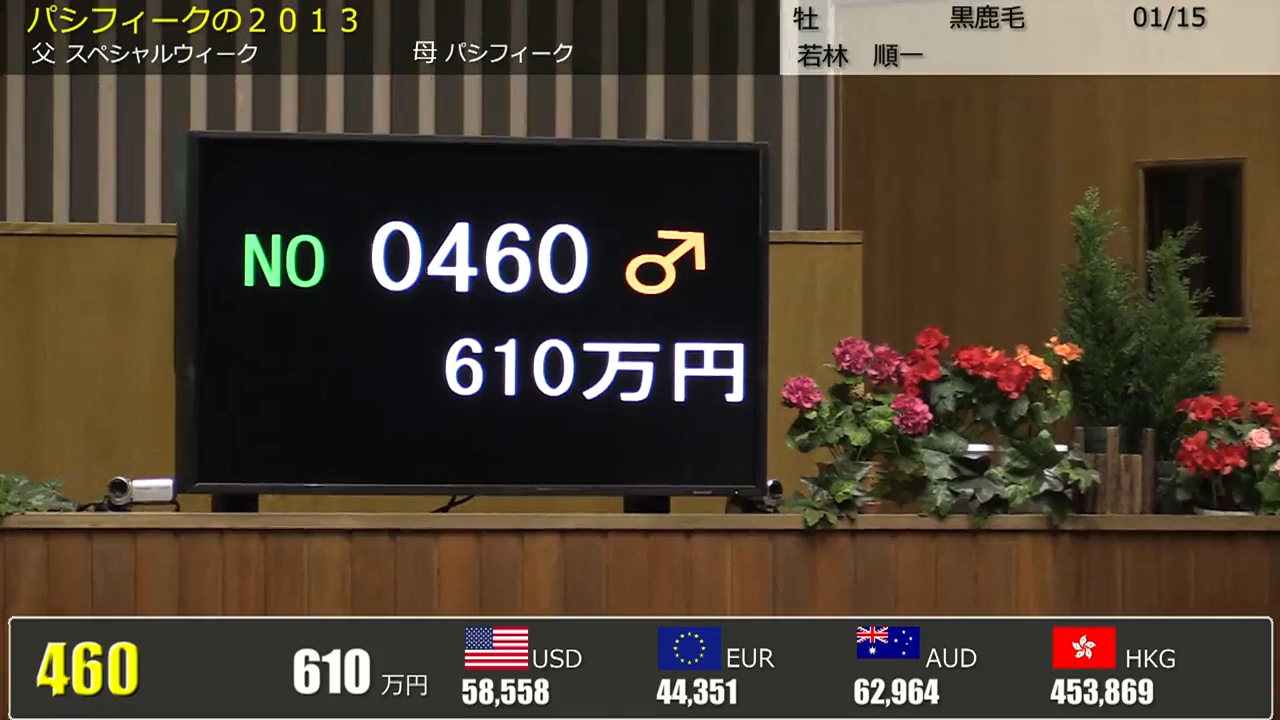 パシフィークの２０１３
父 スペシャルウィーク 母 パシフィーク
牡 黒鹿毛 01/15
若林 順一
NO 0460 ♂
610万円
460 610 万円
USD 58,558
EUR 44,351
AUD 62,964
HKG 453,869